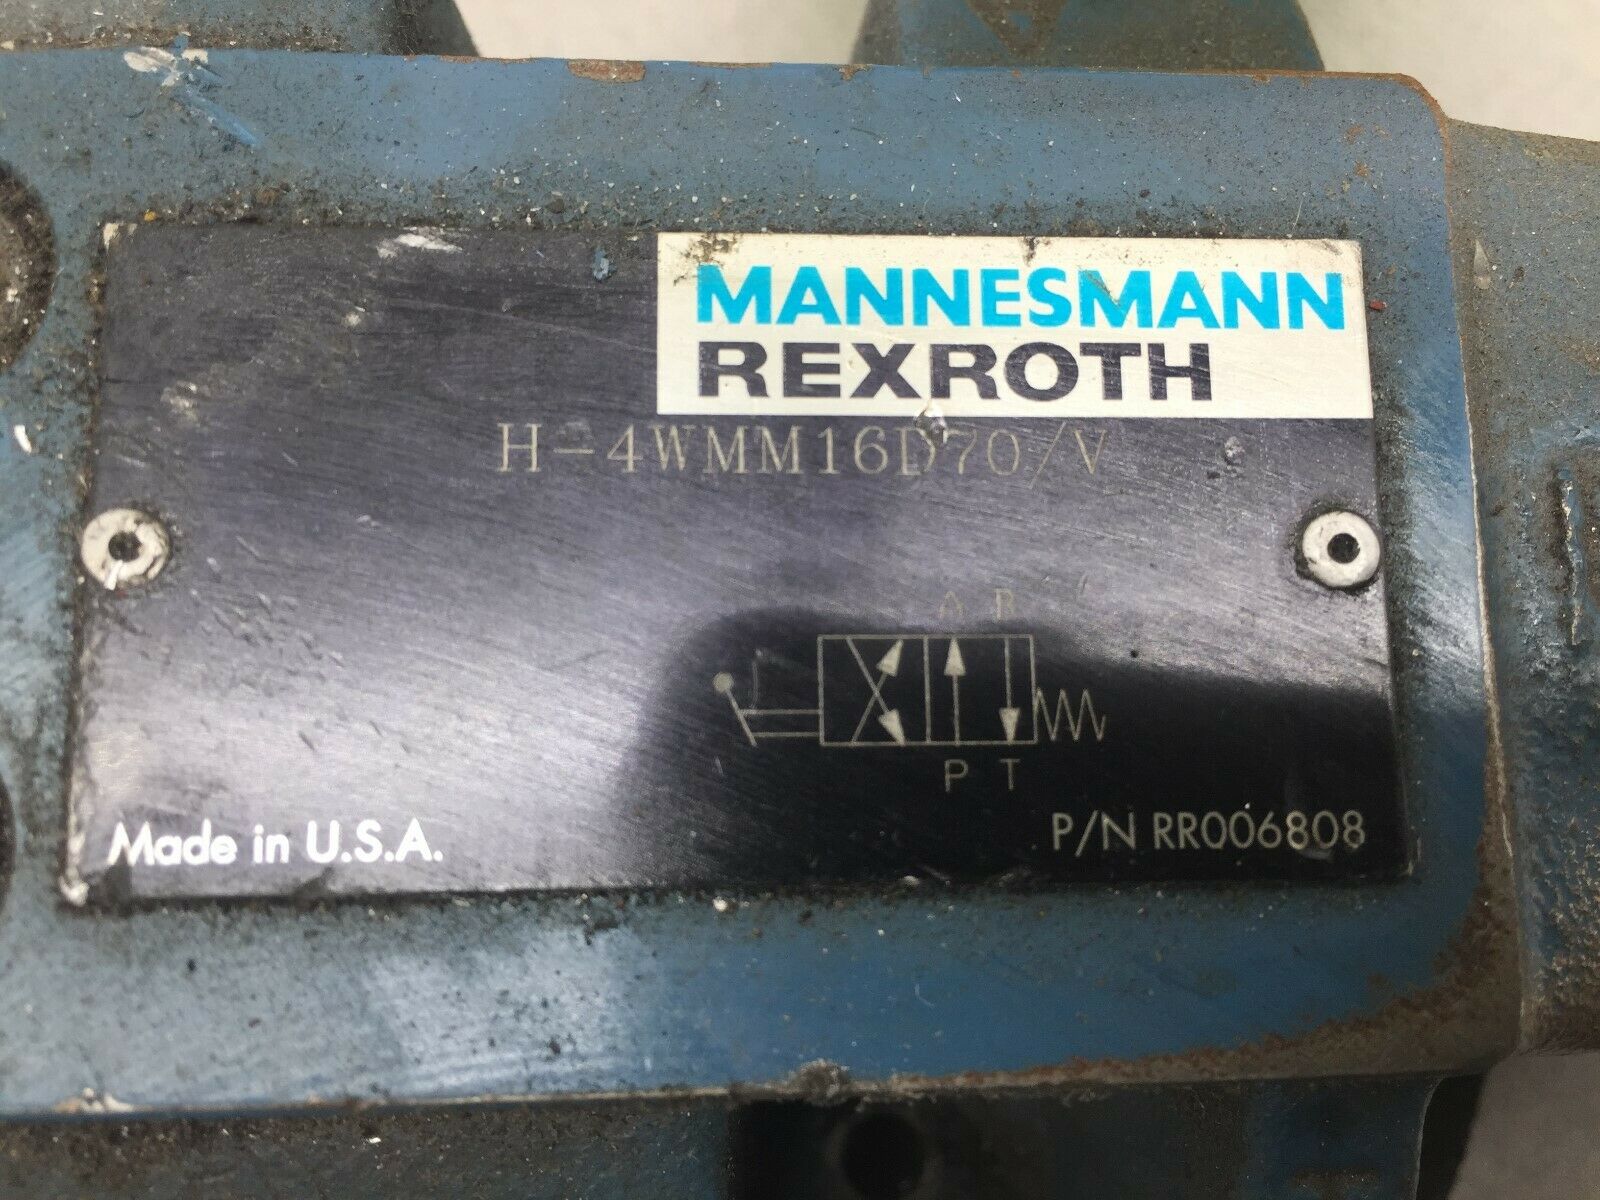 MANNESMANN
REXROTH
H-4WMM16D70/V
A B
P T
Made in U.S.A.
P/N RR006808